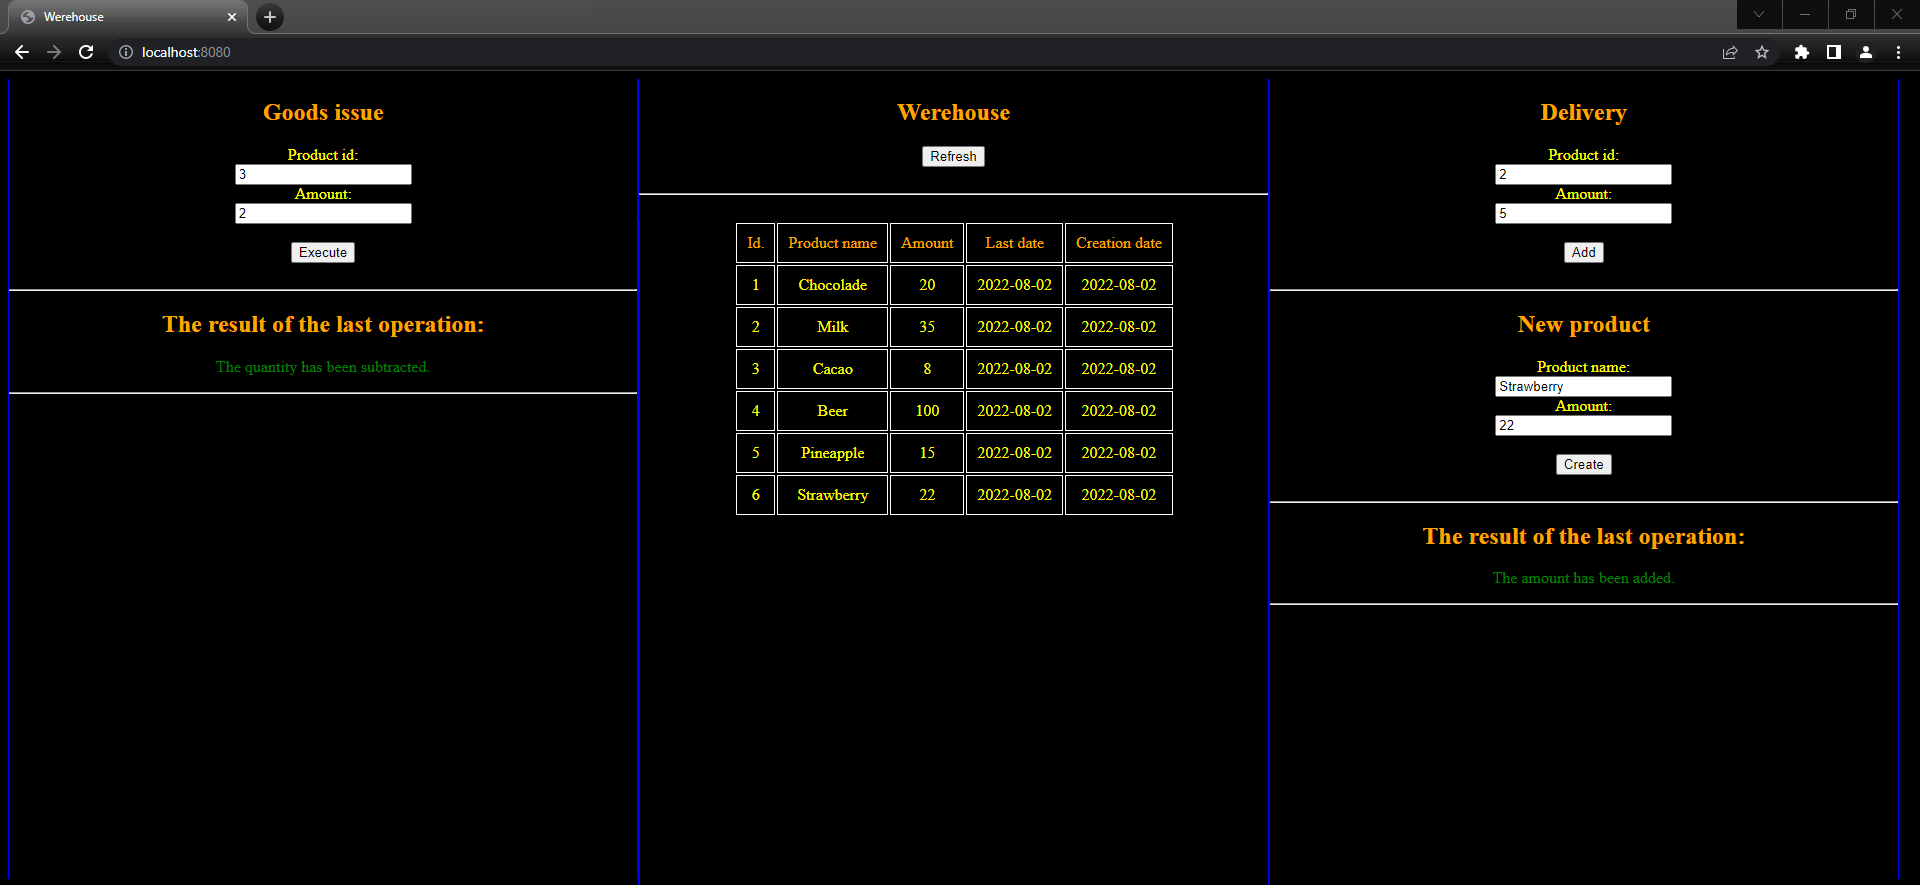 Werehouse
localhost:8080
Goods issue
Product id:
3
Amount:
2
Execute
The result of the last operation:
The quantity has been subtracted.
Werehouse
Refresh
Id. Product name Amount Last date Creation date
1 Chocolade 20 2022-08-02 2022-08-02
2 Milk 35 2022-08-02 2022-08-02
3 Cacao 8 2022-08-02 2022-08-02
4 Beer 100 2022-08-02 2022-08-02
5 Pineapple 15 2022-08-02 2022-08-02
6 Strawberry 22 2022-08-02 2022-08-02
Delivery
Product id:
2
Amount:
5
Add
New product
Product name:
Strawberry
Amount:
22
Create
The result of the last operation:
The amount has been added.